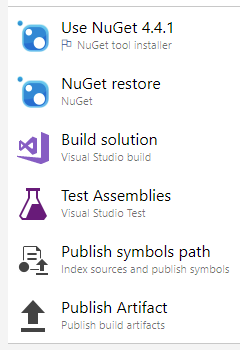 Use NuGet 4.4.1
NuGet tool installer
NuGet restore
NuGet
Build solution
Visual Studio build
Test Assemblies
Visual Studio Test
Publish symbols path
Index sources and publish symbols
Publish Artifact
Publish build artifacts